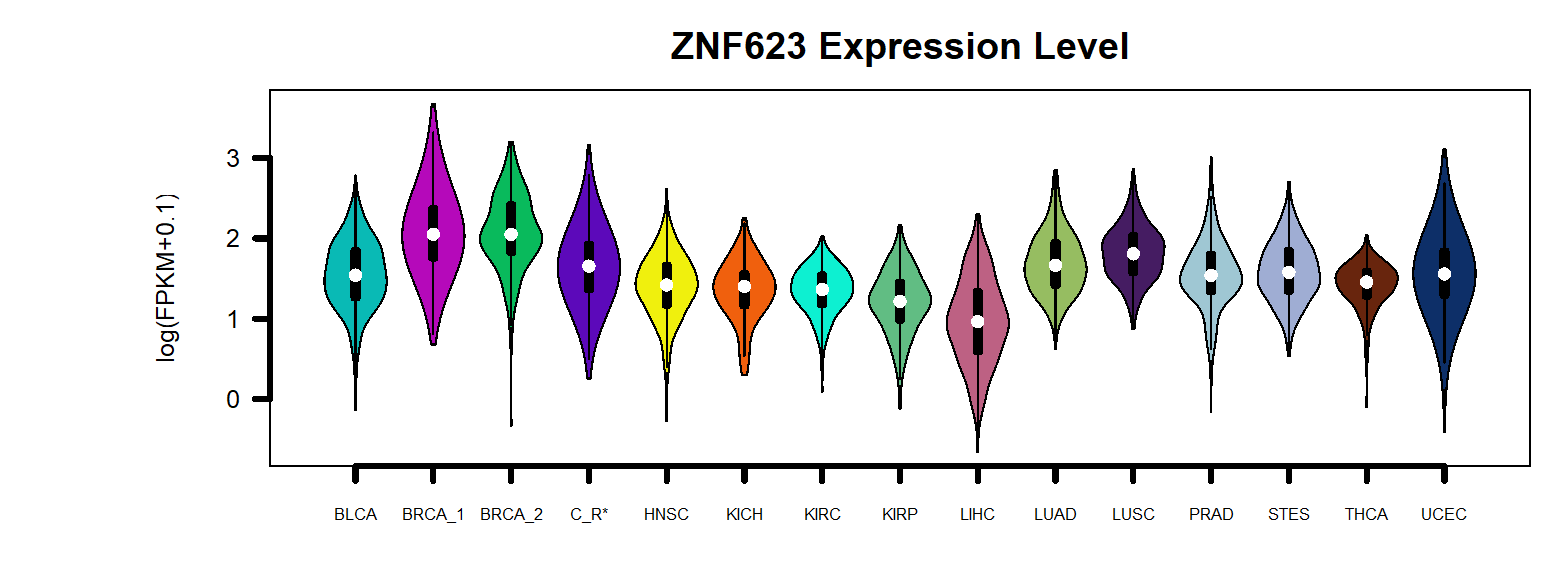 ZNF623 Expression Level
log(FPKM+0.1)
3
2
1
0
BLCA BRCA_1 BRCA_2 C_R* HNSC KICH KIRC KIRP LIHC LUAD LUSC PRAD STES THCA UCEC